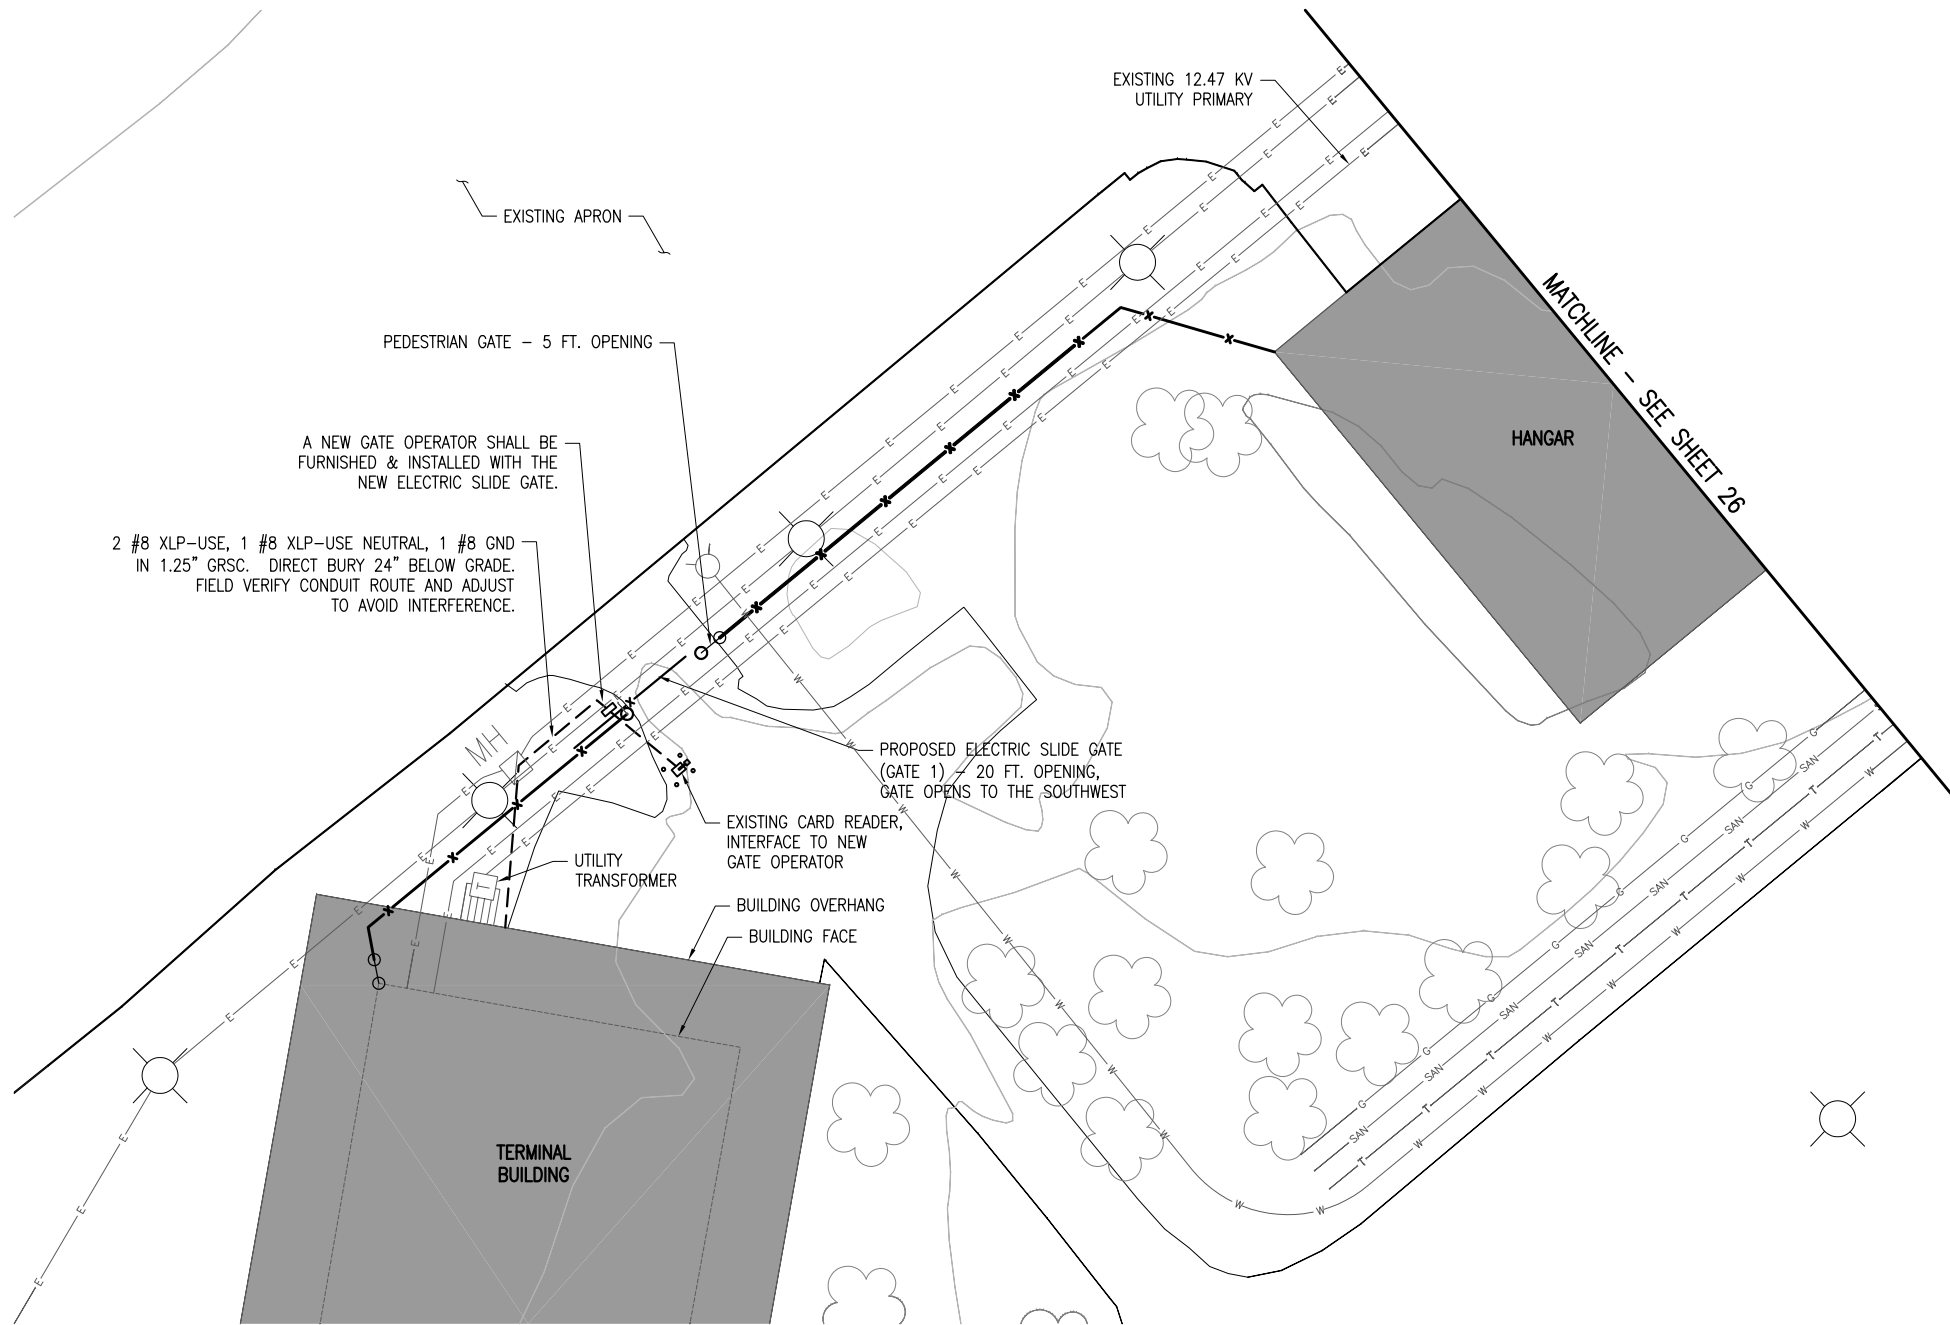 EXISTING 12.47 KV
UTILITY PRIMARY
EXISTING APRON
PEDESTRIAN GATE - 5 FT. OPENING
MATCHLINE - SEE SHEET 26
HANGAR
A NEW GATE OPERATOR SHALL BE
FURNISHED & INSTALLED WITH THE
NEW ELECTRIC SLIDE GATE.
2 #8 XLP-USE, 1 #8 XLP-USE NEUTRAL, 1 #8 GND
IN 1.25" GRSC. DIRECT BURY 24" BELOW GRADE.
FIELD VERIFY CONDUIT ROUTE AND ADJUST
TO AVOID INTERFERENCE.
MH
PROPOSED ELECTRIC SLIDE GATE
(GATE 1) - 20 FT. OPENING,
GATE OPENS TO THE SOUTHWEST
EXISTING CARD READER,
INTERFACE TO NEW
GATE OPERATOR
UTILITY
TRANSFORMER
T
BUILDING OVERHANG
BUILDING FACE
TERMINAL
BUILDING
E
W
G
SAN
T
W